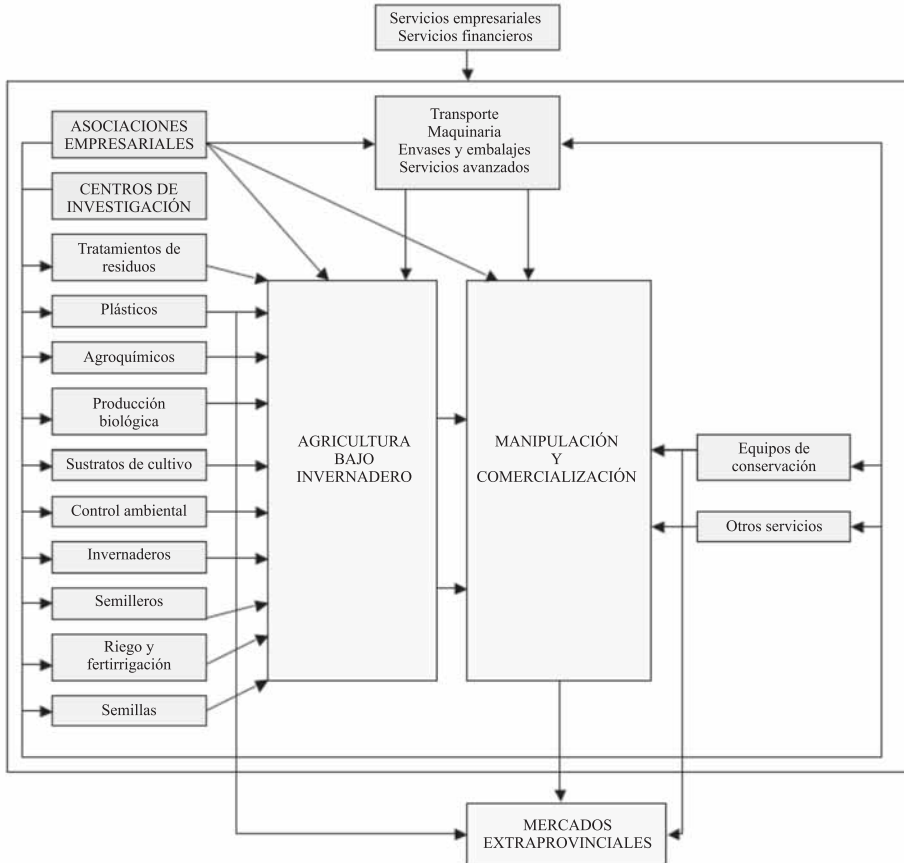 Servicios empresariales
Servicios financieros
Transporte
Maquinaria
Envases y embalajes
Servicios avanzados
ASOCIACIONES
EMPRESARIALES
CENTROS DE
INVESTIGACIÓN
Tratamientos de
residuos
Plásticos
Agroquímicos
Producción
biológica
Sustratos de cultivo
Control ambiental
Invernaderos
Semilleros
Riego y
fertirrigación
Semillas
AGRICULTURA
BAJO
INVERNADERO
MANIPULACIÓN
Y
COMERCIALIZACIÓN
Equipos de
conservación
Otros servicios
MERCADOS
EXTRAPROVINCIALES